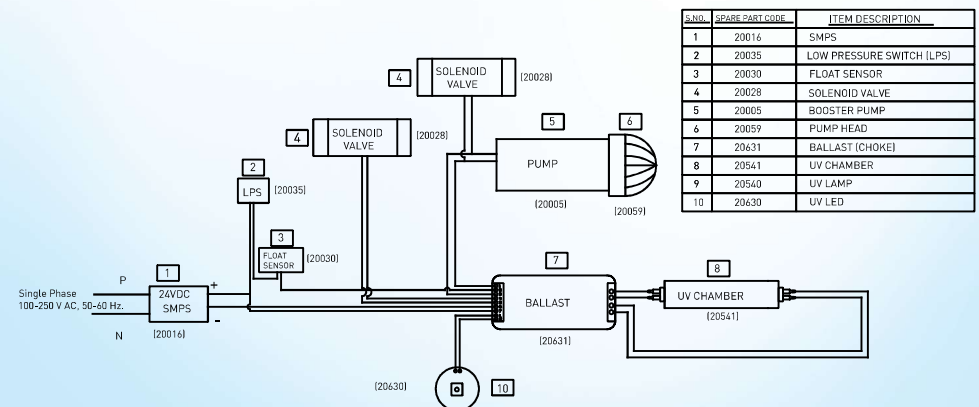 S.NO. SPARE PART CODE ITEM DESCRIPTION
1 20016 SMPS
2 20035 LOW PRESSURE SWITCH (LPS)
3 20030 FLOAT SENSOR
4 20028 SOLENOID VALVE
5 20005 BOOSTER PUMP
6 20059 PUMP HEAD
7 20631 BALLAST (CHOKE)
8 20541 UV CHAMBER
9 20540 UV LAMP
10 20630 UV LED
4
SOLENOID
VALVE
(20028)
4
SOLENOID
VALVE
(20028)
5
6
PUMP
(20005)
(20059)
2
LPS
(20035)
3
FLOAT
SENSOR
(20030)
P
1
Single Phase
100-250 V AC, 50-60 Hz.
N
24VDC
SMPS
+
-
(20016)
7
BALLAST
(20631)
8
UV CHAMBER
(20541)
(20630)
10